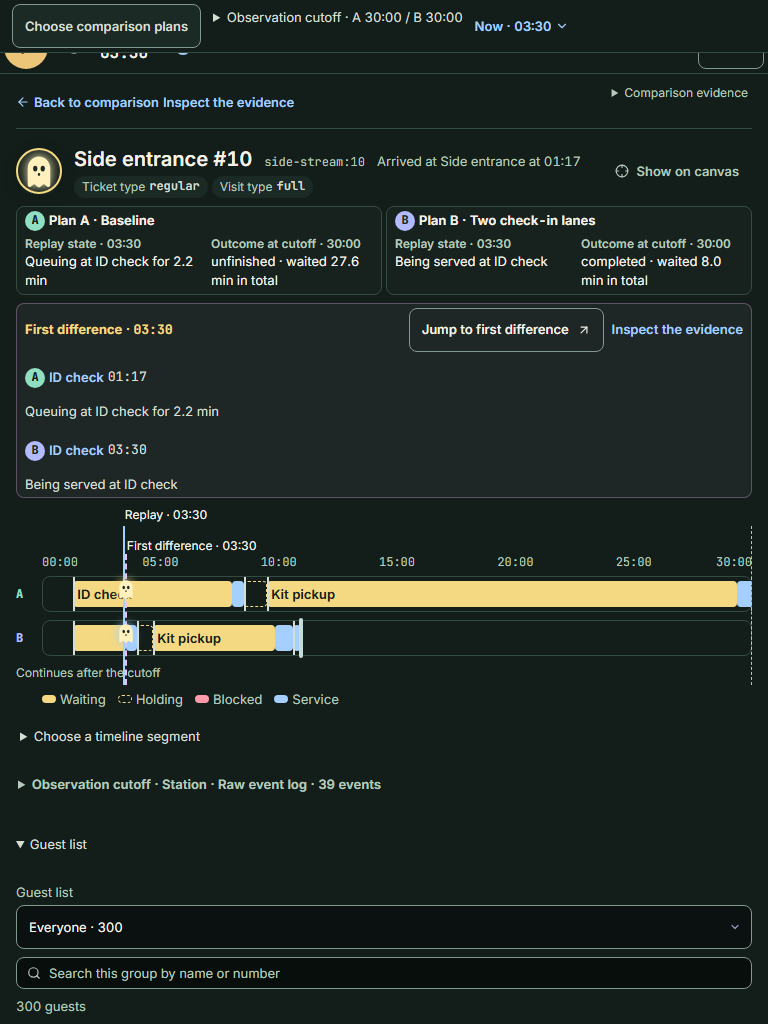 Choose comparison plans
Observation cutoff · A 30:00 / B 30:00
Now · 03:30
Back to comparison Inspect the evidence
Comparison evidence
Side entrance #10 side-stream:10 Arrived at Side entrance at 01:17
Show on canvas
Ticket type regular Visit type full
A Plan A · Baseline
Replay state · 03:30
Queuing at ID check for 2.2
min
Outcome at cutoff · 30:00
unfinished · waited 27.6
min in total
B Plan B · Two check-in lanes
Replay state · 03:30
Being served at ID check
Outcome at cutoff · 30:00
completed · waited 8.0
min in total
First difference · 03:30
Jump to first difference
Inspect the evidence
A ID check 01:17
Queuing at ID check for 2.2 min
B ID check 03:30
Being served at ID check
Replay · 03:30
First difference · 03:30
00:00 05:00 10:00 15:00 20:00 25:00 30:00
A ID Kit pickup
B Kit pickup
Continues after the cutoff
Waiting Holding Blocked Service
Choose a timeline segment
Observation cutoff · Station · Raw event log · 39 events
Guest list
Guest list
Everyone · 300
Search this group by name or number
300 guests